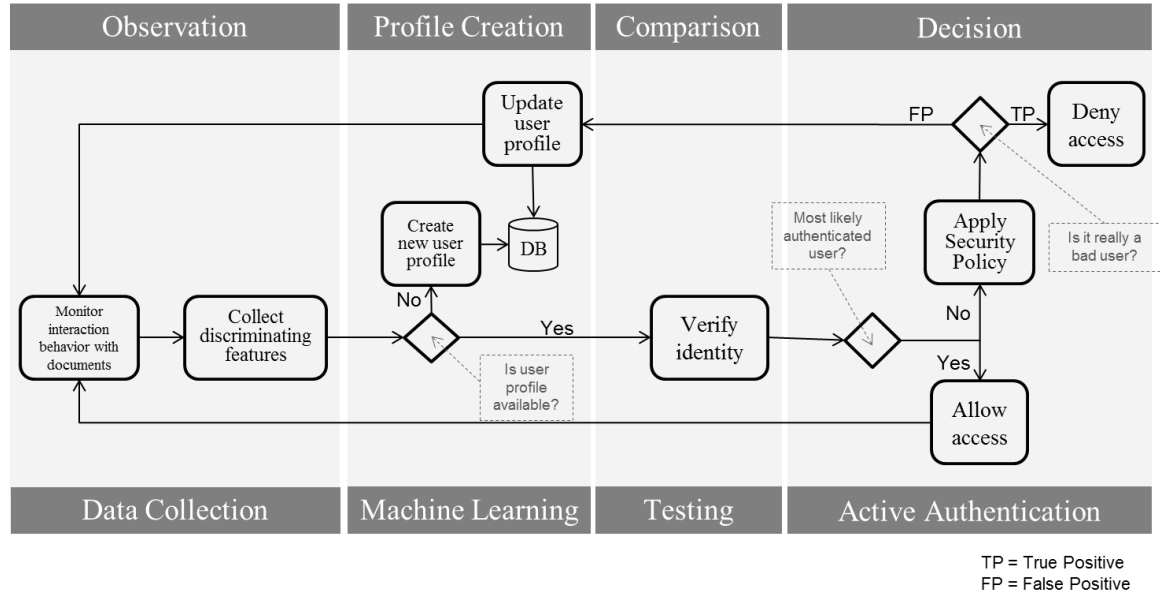 Observation
Profile Creation
Comparison
Decision
Update
user
profile
FP
TP
Deny
access
Create
new user
profile
DB
Most likely
authenticated
user?
Apply
Security
Policy
Is it really a
bad user?
Monitor
interaction
behavior with
documents
Collect
discriminating
features
No
Yes
Is user
profile
available?
Verify
identity
No
Yes
Allow
access
Data Collection
Machine Learning
Testing
Active Authentication
TP = True Positive
FP = False Positive